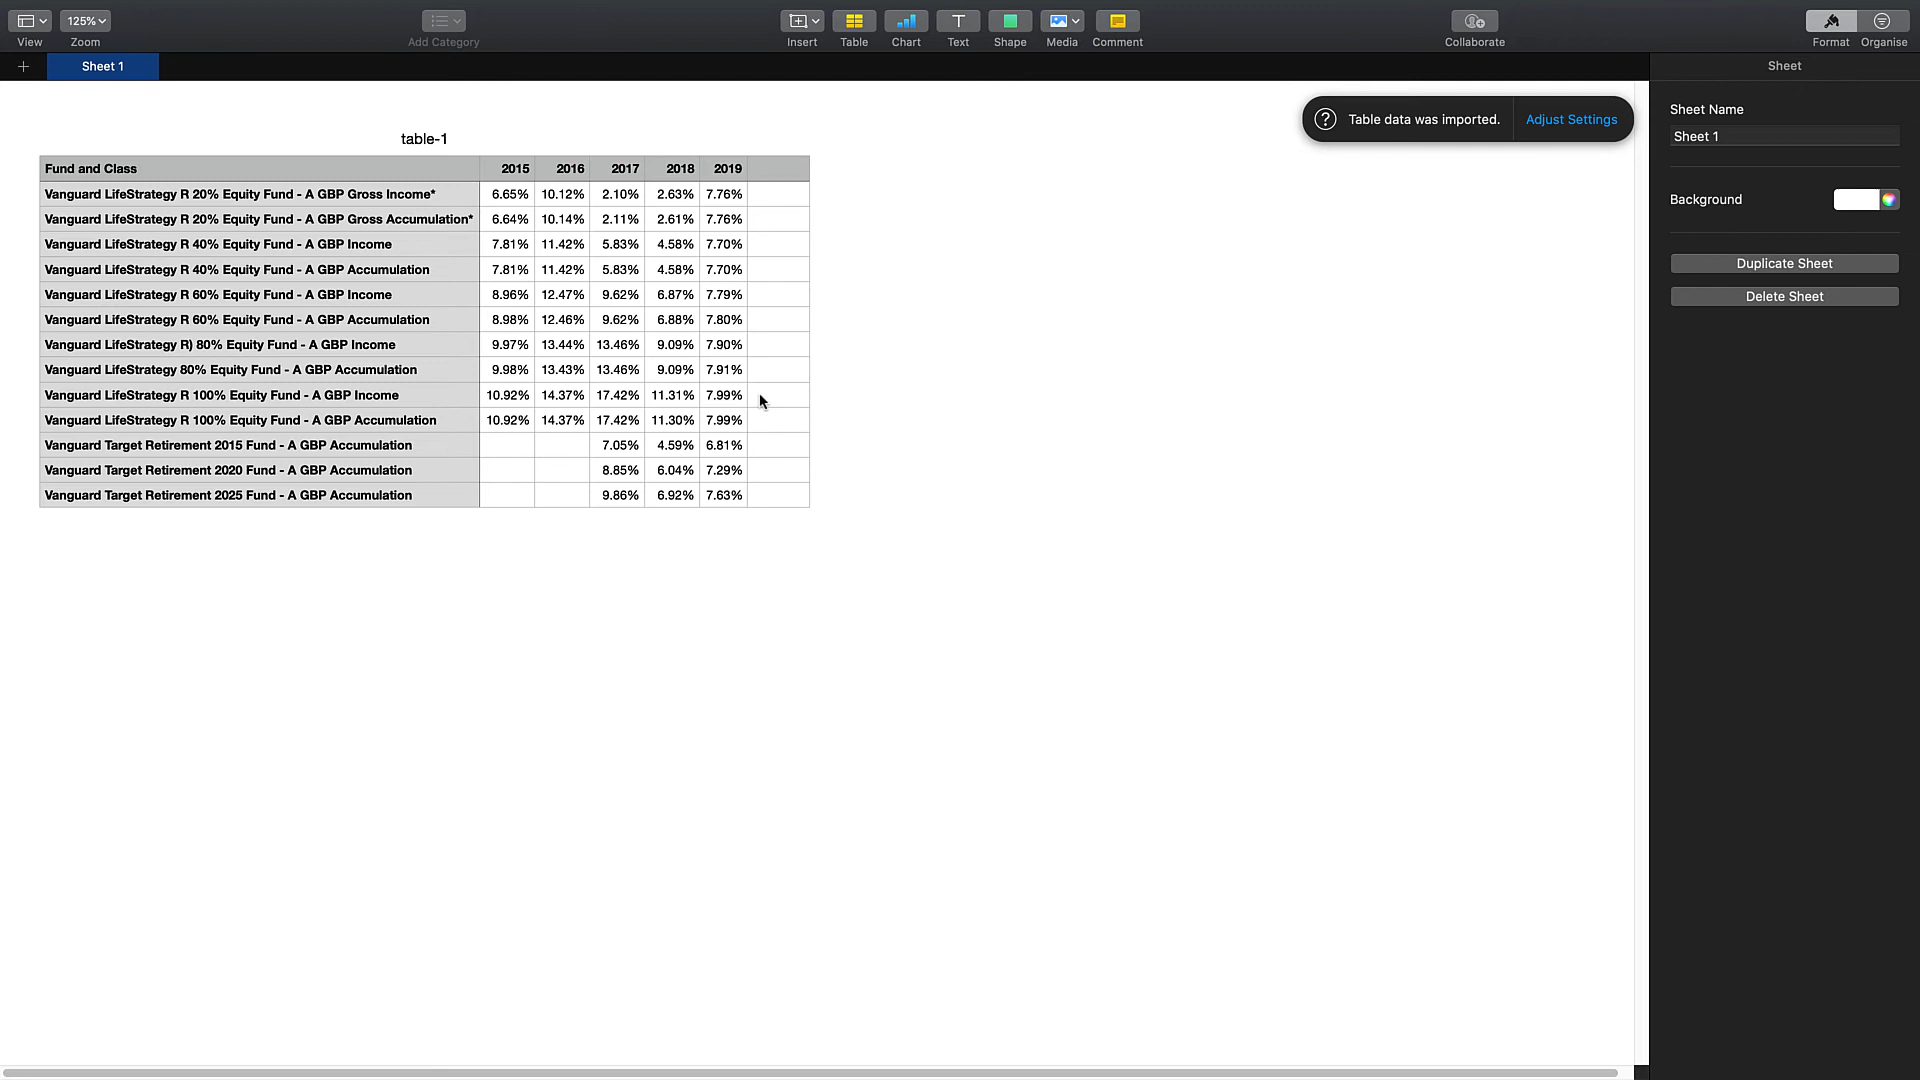 125%
View Zoom Add Category Insert Table Chart Text Shape Media Comment Collaborate Format Organise
Sheet 1 Sheet
Table data was imported. Adjust Settings
Sheet Name
Sheet 1
Background
Duplicate Sheet
Delete Sheet
table-1
Fund and Class 2015 2016 2017 2018 2019
Vanguard LifeStrategy R 20% Equity Fund - A GBP Gross Income* 6.65% 10.12% 2.10% 2.63% 7.76%
Vanguard LifeStrategy R 20% Equity Fund - A GBP Gross Accumulation* 6.64% 10.14% 2.11% 2.61% 7.76%
Vanguard LifeStrategy R 40% Equity Fund - A GBP Income 7.81% 11.42% 5.83% 4.58% 7.70%
Vanguard LifeStrategy R 40% Equity Fund - A GBP Accumulation 7.81% 11.42% 5.83% 4.58% 7.70%
Vanguard LifeStrategy R 60% Equity Fund - A GBP Income 8.96% 12.47% 9.62% 6.87% 7.79%
Vanguard LifeStrategy R 60% Equity Fund - A GBP Accumulation 8.98% 12.46% 9.62% 6.88% 7.80%
Vanguard LifeStrategy R) 80% Equity Fund - A GBP Income 9.97% 13.44% 13.46% 9.09% 7.90%
Vanguard LifeStrategy 80% Equity Fund - A GBP Accumulation 9.98% 13.43% 13.46% 9.09% 7.91%
Vanguard LifeStrategy R 100% Equity Fund - A GBP Income 10.92% 14.37% 17.42% 11.31% 7.99%
Vanguard LifeStrategy R 100% Equity Fund - A GBP Accumulation 10.92% 14.37% 17.42% 11.30% 7.99%
Vanguard Target Retirement 2015 Fund - A GBP Accumulation 7.05% 4.59% 6.81%
Vanguard Target Retirement 2020 Fund - A GBP Accumulation 8.85% 6.04% 7.29%
Vanguard Target Retirement 2025 Fund - A GBP Accumulation 9.86% 6.92% 7.63%